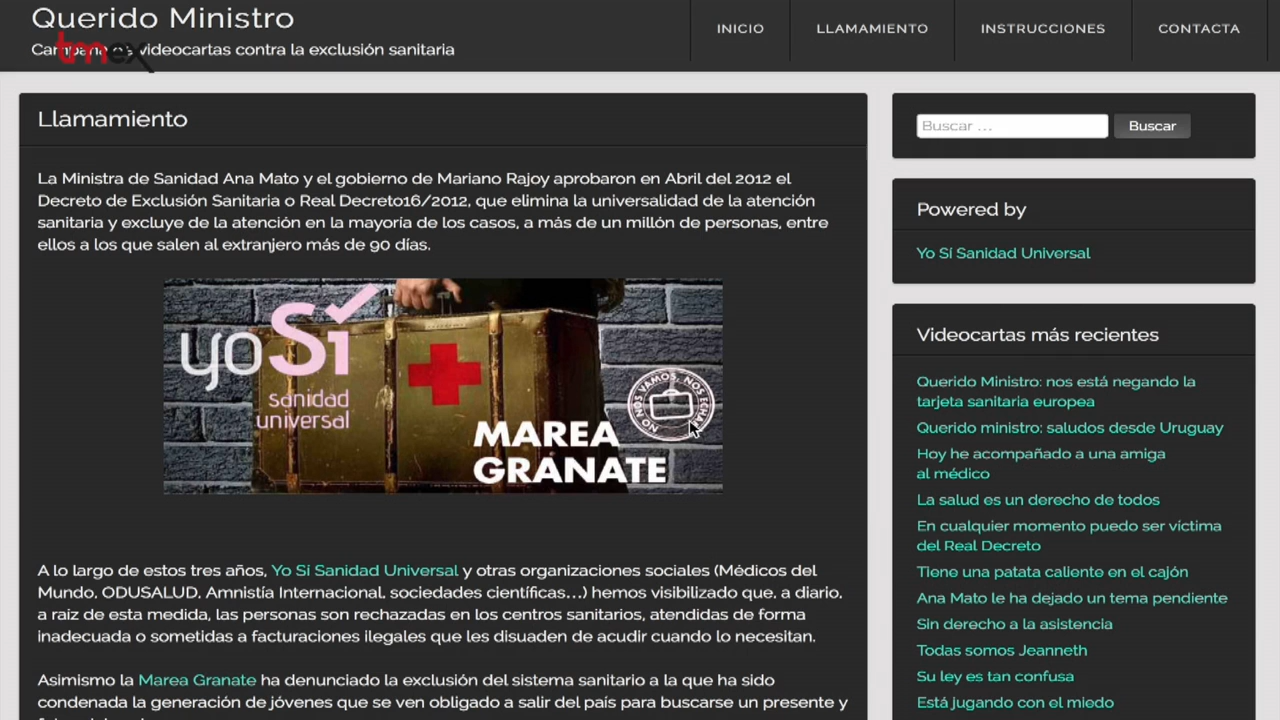 Querido Ministro
Campaña de videocartas contra la exclusión sanitaria
tmex
INICIO
LLAMAMIENTO
INSTRUCCIONES
CONTACTA
Llamamiento
La Ministra de Sanidad Ana Mato y el gobierno de Mariano Rajoy aprobaron en Abril del 2012 el
Decreto de Exclusión Sanitaria o Real Decreto16/2012, que elimina la universalidad de la atención
sanitaria y excluye de la atención en la mayoría de los casos, a más de un millón de personas, entre
ellos a los que salen al extranjero más de 90 días.
yo Sí
sanidad
universal
NO NOS VAMOS, NOS ECHAN
MAREA
GRANATE
A lo largo de estos tres años, Yo Sí Sanidad Universal y otras organizaciones sociales (Médicos del
Mundo, ODUSALUD, Amnistía Internacional, sociedades científicas...) hemos visibilizado que, a diario,
a raiz de esta medida, las personas son rechazadas en los centros sanitarios, atendidas de forma
inadecuada o sometidas a facturaciones ilegales que les disuaden de acudir cuando lo necesitan.
Asimismo la Marea Granate ha denunciado la exclusión del sistema sanitario a la que ha sido
condenada la generación de jóvenes que se ven obligado a salir del país para buscarse un presente y
Buscar ...
Buscar
Powered by
Yo Sí Sanidad Universal
Videocartas más recientes
Querido Ministro: nos está negando la
tarjeta sanitaria europea
Querido ministro: saludos desde Uruguay
Hoy he acompañado a una amiga
al médico
La salud es un derecho de todos
En cualquier momento puedo ser víctima
del Real Decreto
Tiene una patata caliente en el cajón
Ana Mato le ha dejado un tema pendiente
Sin derecho a la asistencia
Todas somos Jeanneth
Su ley es tan confusa
Está jugando con el miedo